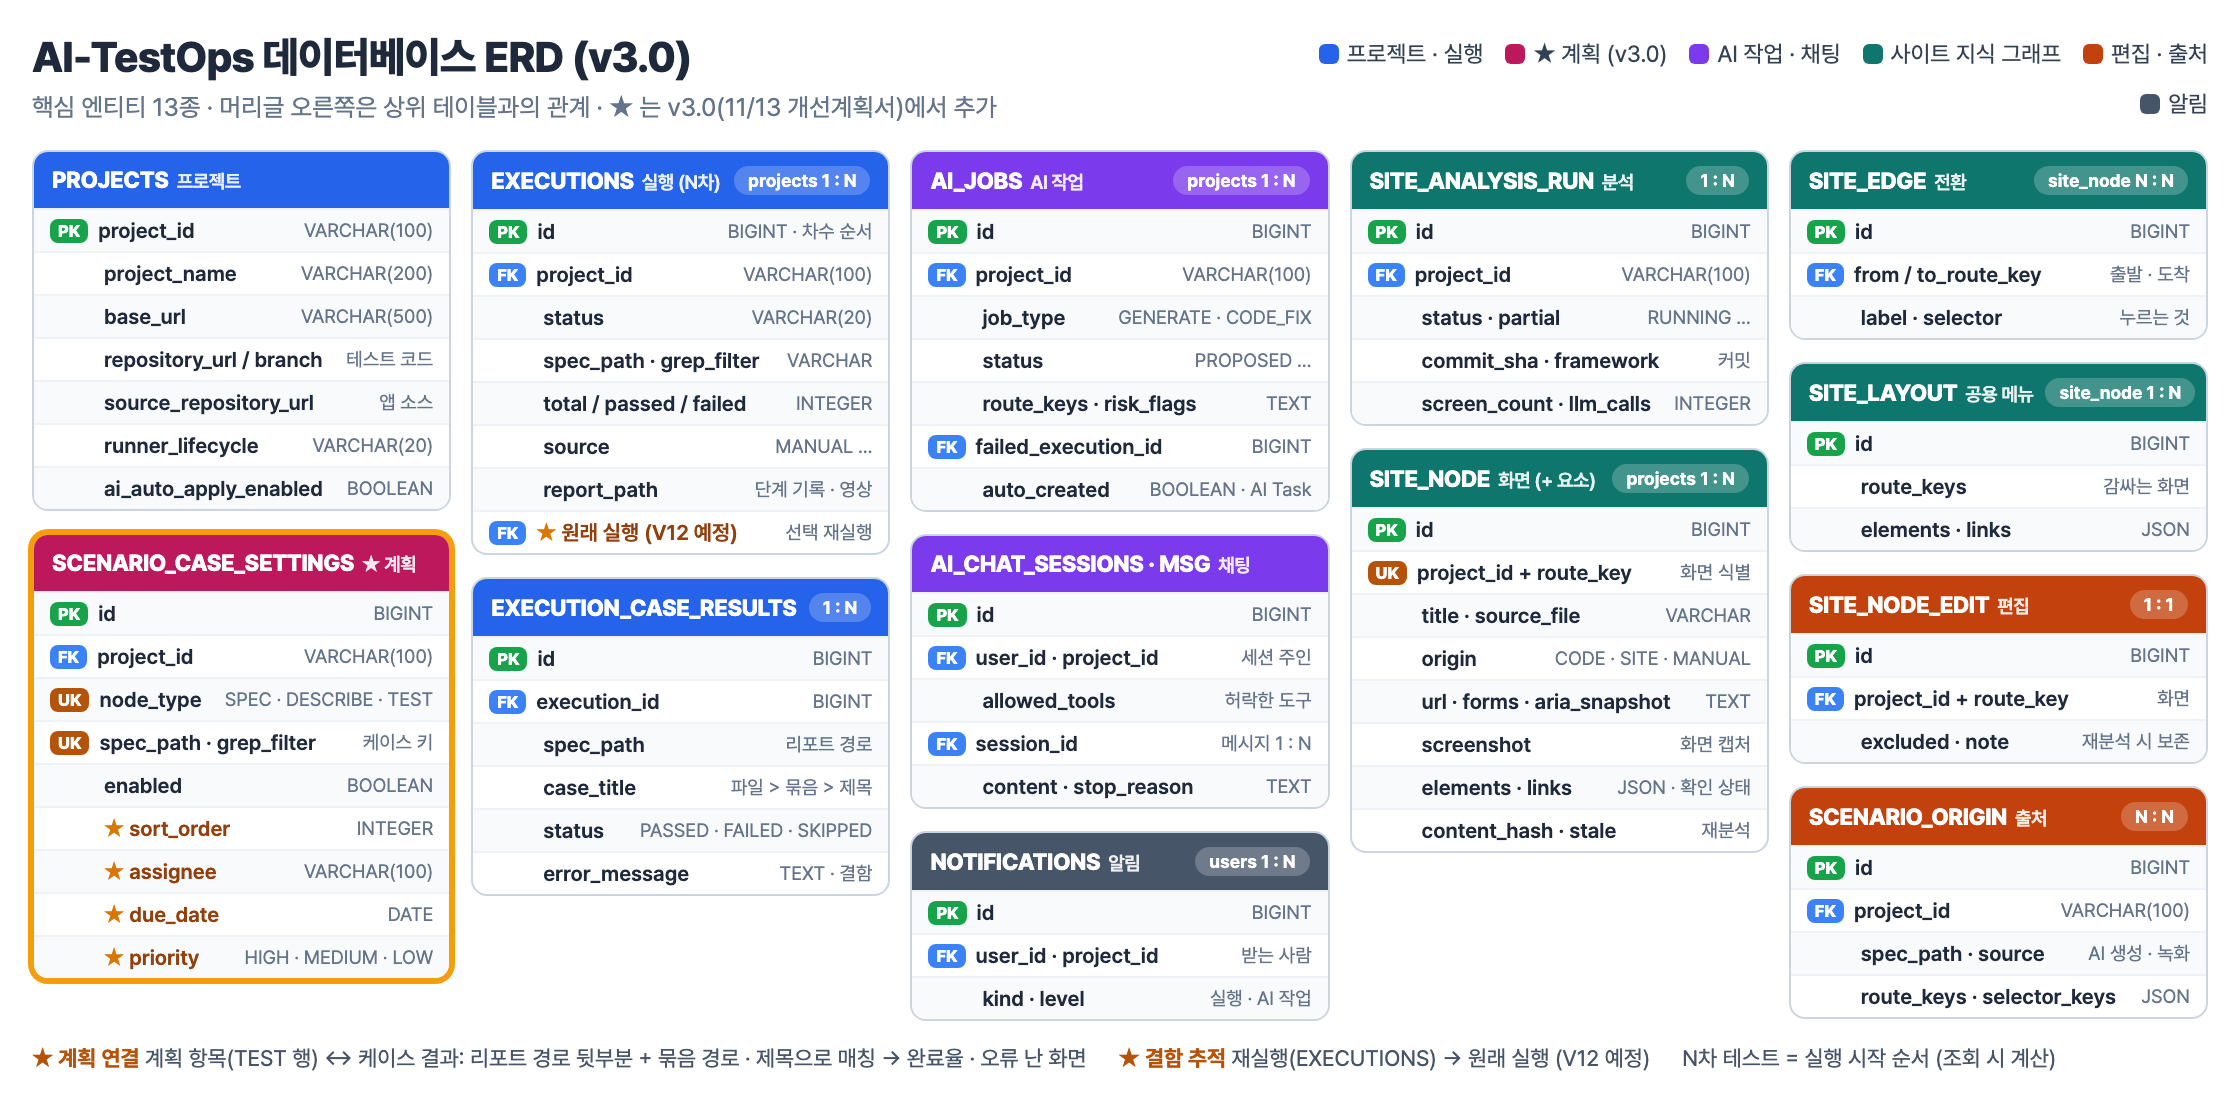 AI-TestOps 데이터베이스 ERD (v3.0)
핵심 엔티티 13종 · 머리글 오른쪽은 상위 테이블과의 관계 · ★ 는 v3.0(11/13 개선계획서)에서 추가
프로젝트 · 실행
★ 계획 (v3.0)
AI 작업 · 채팅
사이트 지식 그래프
편집 · 출처
알림
PROJECTS 프로젝트
PK project_id VARCHAR(100)
project_name VARCHAR(200)
base_url VARCHAR(500)
repository_url / branch 테스트 코드
source_repository_url 앱 소스
runner_lifecycle VARCHAR(20)
ai_auto_apply_enabled BOOLEAN
SCENARIO_CASE_SETTINGS ★ 계획
PK id BIGINT
FK project_id VARCHAR(100)
UK node_type SPEC · DESCRIBE · TEST
UK spec_path · grep_filter 케이스 키
enabled BOOLEAN
★ sort_order INTEGER
★ assignee VARCHAR(100)
★ due_date DATE
★ priority HIGH · MEDIUM · LOW
EXECUTIONS 실행 (N차) projects 1 : N
PK id BIGINT · 차수 순서
FK project_id VARCHAR(100)
status VARCHAR(20)
spec_path · grep_filter VARCHAR
total / passed / failed INTEGER
source MANUAL ...
report_path 단계 기록 · 영상
FK ★ 원래 실행 (V12 예정) 선택 재실행
EXECUTION_CASE_RESULTS 1 : N
PK id BIGINT
FK execution_id BIGINT
spec_path 리포트 경로
case_title 파일 > 묶음 > 제목
status PASSED · FAILED · SKIPPED
error_message TEXT · 결함
AI_JOBS AI 작업 projects 1 : N
PK id BIGINT
FK project_id VARCHAR(100)
job_type GENERATE · CODE_FIX
status PROPOSED ...
route_keys · risk_flags TEXT
FK failed_execution_id BIGINT
auto_created BOOLEAN · AI Task
AI_CHAT_SESSIONS · MSG 채팅
PK id BIGINT
FK user_id · project_id 세션 주인
allowed_tools 허락한 도구
FK session_id 메시지 1 : N
content · stop_reason TEXT
NOTIFICATIONS 알림 users 1 : N
PK id BIGINT
FK user_id · project_id 받는 사람
kind · level 실행 · AI 작업
SITE_ANALYSIS_RUN 분석 1 : N
PK id BIGINT
FK project_id VARCHAR(100)
status · partial RUNNING ...
commit_sha · framework 커밋
screen_count · llm_calls INTEGER
SITE_NODE 화면 (+ 요소) projects 1 : N
PK id BIGINT
UK project_id + route_key 화면 식별
title · source_file VARCHAR
origin CODE · SITE · MANUAL
url · forms · aria_snapshot TEXT
screenshot 화면 캡처
elements · links JSON · 확인 상태
content_hash · stale 재분석
SITE_EDGE 전환 site_node N : N
PK id BIGINT
FK from / to_route_key 출발 · 도착
label · selector 누르는 것
SITE_LAYOUT 공용 메뉴 site_node 1 : N
PK id BIGINT
route_keys 감싸는 화면
elements · links JSON
SITE_NODE_EDIT 편집 1 : 1
PK id BIGINT
FK project_id + route_key 화면
excluded · note 재분석 시 보존
SCENARIO_ORIGIN 출처 N : N
PK id BIGINT
FK project_id VARCHAR(100)
spec_path · source AI 생성 · 녹화
route_keys · selector_keys JSON
★ 계획 연결 계획 항목(TEST 행) ↔ 케이스 결과: 리포트 경로 뒷부분 + 묶음 경로 · 제목으로 매칭 → 완료율 · 오류 난 화면
★ 결함 추적 재실행(EXECUTIONS) → 원래 실행 (V12 예정)
N차 테스트 = 실행 시작 순서 (조회 시 계산)